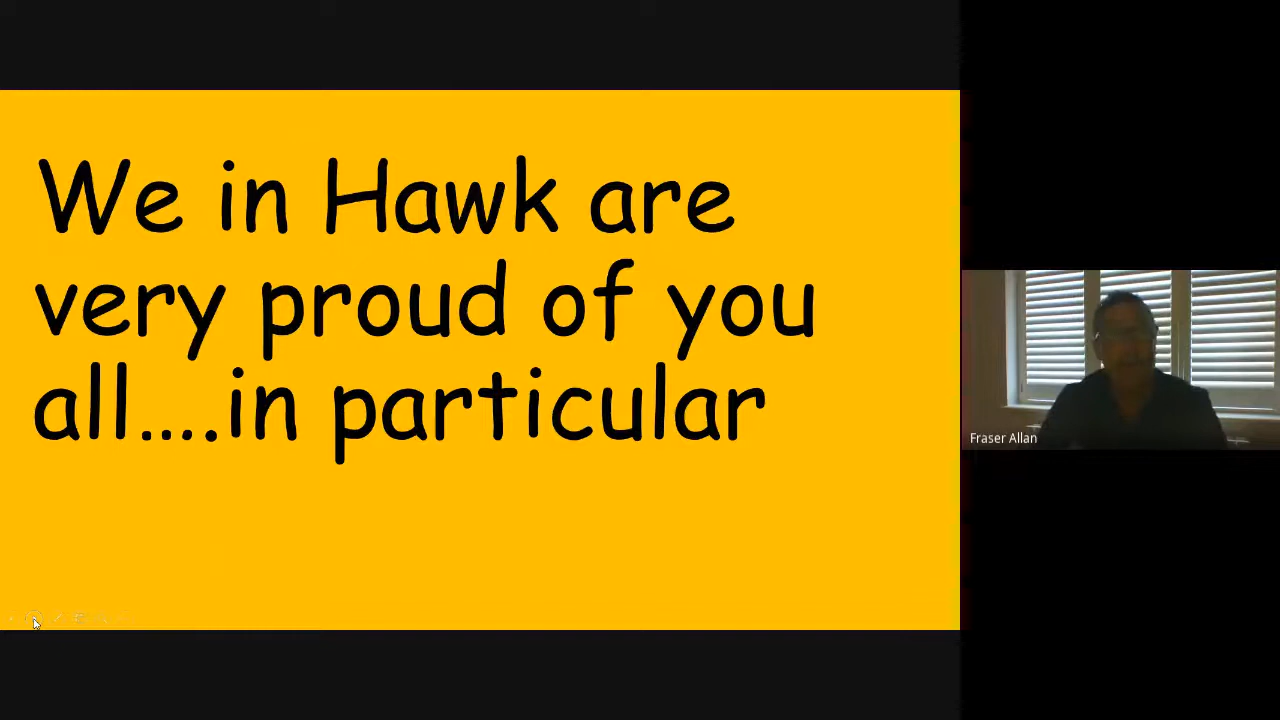 We in Hawk are
very proud of you
all….in particular
Fraser Allan